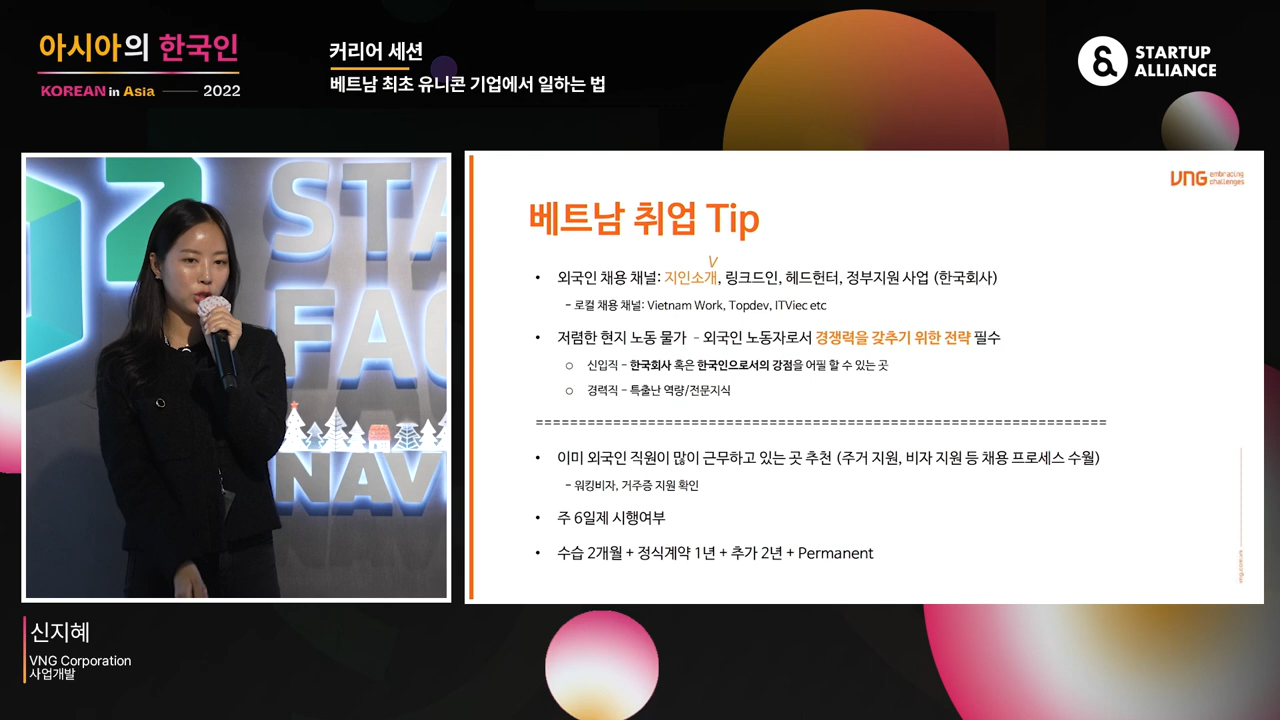 아시아의 한국인
KOREAN in Asia 2022
커리어 세션
베트남 최초 유니콘 기업에서 일하는 법
STARTUP
ALLIANCE
STA
FAC
NAV
VNG embracing
challenges
베트남 취업 Tip
V
• 외국인 채용 채널: 지인소개, 링크드인, 헤드헌터, 정부지원 사업 (한국회사)
- 로컬 채용 채널: Vietnam Work, Topdev, ITViec etc
• 저렴한 현지 노동 물가 - 외국인 노동자로서 경쟁력을 갖추기 위한 전략 필수
○ 신입직 – 한국회사 혹은 한국인으로서의 강점을 어필 할 수 있는 곳
○ 경력직 – 특출난 역량/전문지식
=================================================================
• 이미 외국인 직원이 많이 근무하고 있는 곳 추천 (주거 지원, 비자 지원 등 채용 프로세스 수월)
- 워킹비자, 거주증 지원 확인
• 주 6일제 시행여부
• 수습 2개월 + 정식계약 1년 + 추가 2년 + Permanent
신지혜
VNG Corporation
사업개발